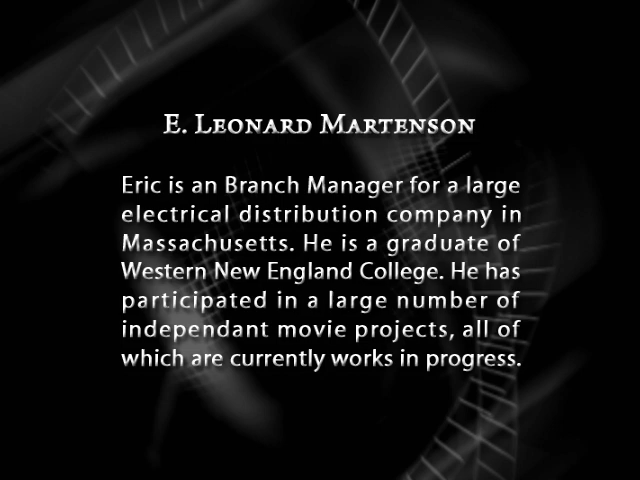 E. Leonard Martenson
Eric is an Branch Manager for a large
electrical distribution company in
Massachusetts. He is a graduate of
Western New England College. He has
participated in a large number of
independant movie projects, all of
which are currently works in progress.